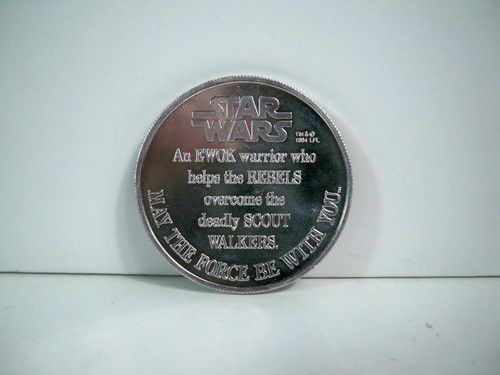 STAR
WARS
TM & ©
1984 LFL
An EWOK warrior who
helps the REBELS
overcome the
deadly SCOUT
WALKERS.
MAY THE FORCE BE WITH YOU.™